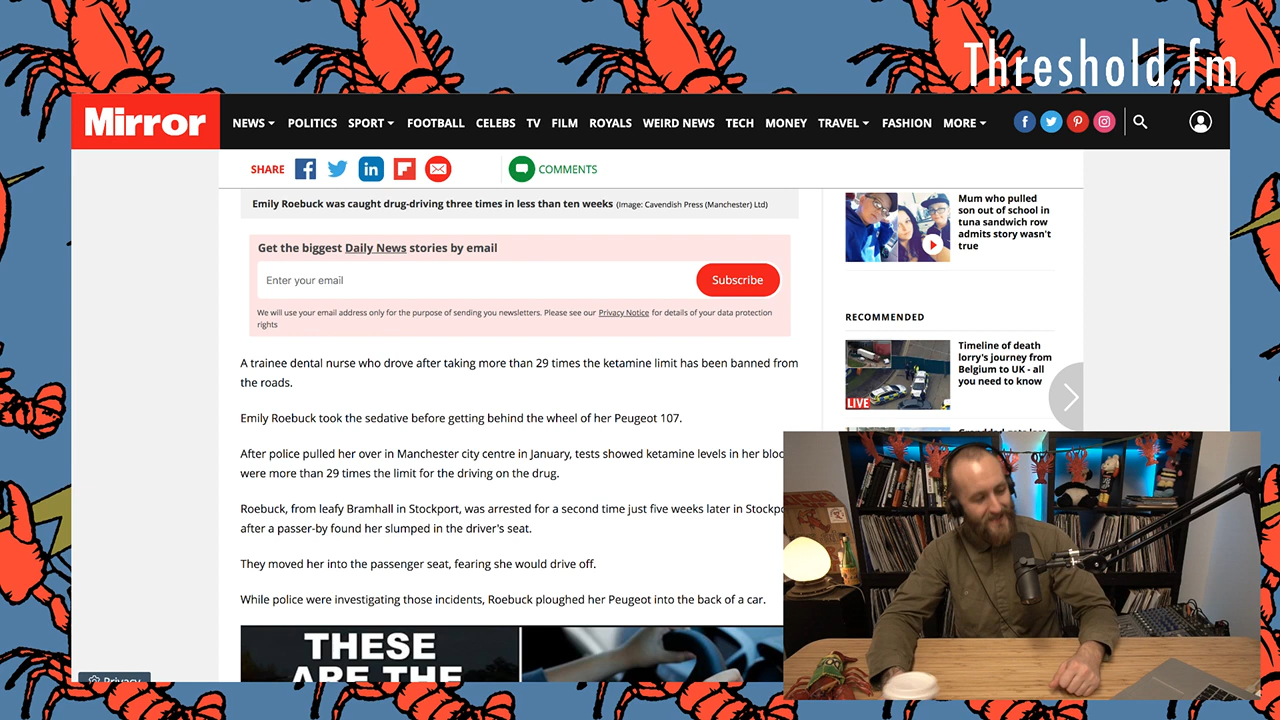 Threshold.fm
Mirror
NEWS POLITICS SPORT FOOTBALL CELEBS TV FILM ROYALS WEIRD NEWS TECH MONEY TRAVEL FASHION MORE
SHARE
COMMENTS
Emily Roebuck was caught drug-driving three times in less than ten weeks (Image: Cavendish Press (Manchester) Ltd)
Get the biggest Daily News stories by email
Enter your email
Subscribe
We will use your email address only for the purpose of sending you newsletters. Please see our Privacy Notice for details of your data protection
rights
A trainee dental nurse who drove after taking more than 29 times the ketamine limit has been banned from
the roads.
Emily Roebuck took the sedative before getting behind the wheel of her Peugeot 107.
After police pulled her over in Manchester city centre in January, tests showed ketamine levels in her
were more than 29 times the limit for the driving on the drug.
Roebuck, from leafy Bramhall in Stockport, was arrested for a second time just five weeks later in
after a passer-by found her slumped in the driver's seat.
They moved her into the passenger seat, fearing she would drive off.
While police were investigating those incidents, Roebuck ploughed her Peugeot into the back of a car.
THESE
ARE THE
Privacy
Mum who pulled
son out of school in
tuna sandwich row
admits story wasn't
true
RECOMMENDED
Timeline of death
lorry's journey from
Belgium to UK - all
you need to know
LIVE